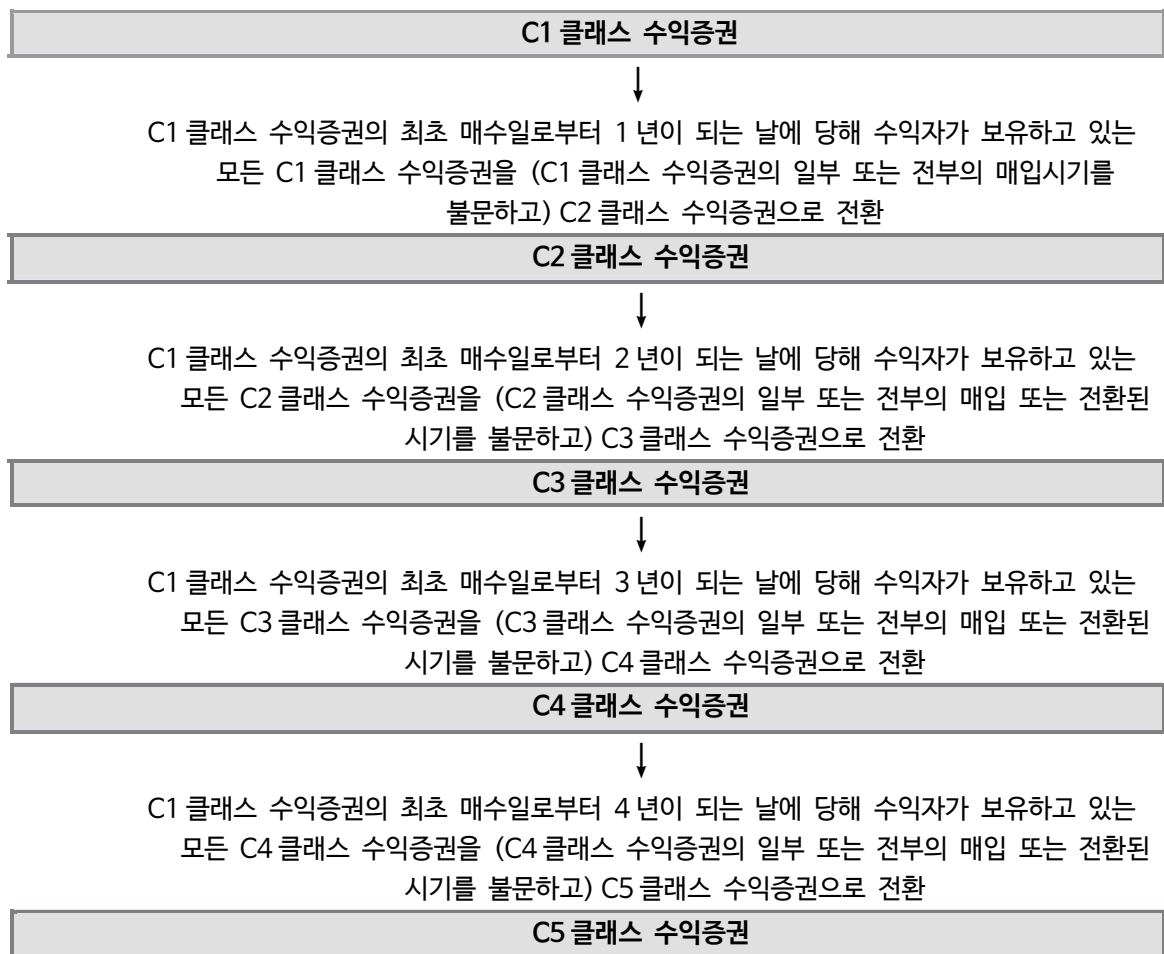 C1 클래스 수익증권
↓
C1 클래스 수익증권의 최초 매수일로부터 1 년이 되는 날에 당해 수익자가 보유하고 있는
모든 C1 클래스 수익증권을 (C1 클래스 수익증권의 일부 또는 전부의 매입시기를
불문하고) C2 클래스 수익증권으로 전환
C2 클래스 수익증권
↓
C1 클래스 수익증권의 최초 매수일로부터 2 년이 되는 날에 당해 수익자가 보유하고 있는
모든 C2 클래스 수익증권을 (C2 클래스 수익증권의 일부 또는 전부의 매입 또는 전환된
시기를 불문하고) C3 클래스 수익증권으로 전환
C3 클래스 수익증권
↓
C1 클래스 수익증권의 최초 매수일로부터 3 년이 되는 날에 당해 수익자가 보유하고 있는
모든 C3 클래스 수익증권을 (C3 클래스 수익증권의 일부 또는 전부의 매입 또는 전환된
시기를 불문하고) C4 클래스 수익증권으로 전환
C4 클래스 수익증권
↓
C1 클래스 수익증권의 최초 매수일로부터 4 년이 되는 날에 당해 수익자가 보유하고 있는
모든 C4 클래스 수익증권을 (C4 클래스 수익증권의 일부 또는 전부의 매입 또는 전환된
시기를 불문하고) C5 클래스 수익증권으로 전환
C5 클래스 수익증권